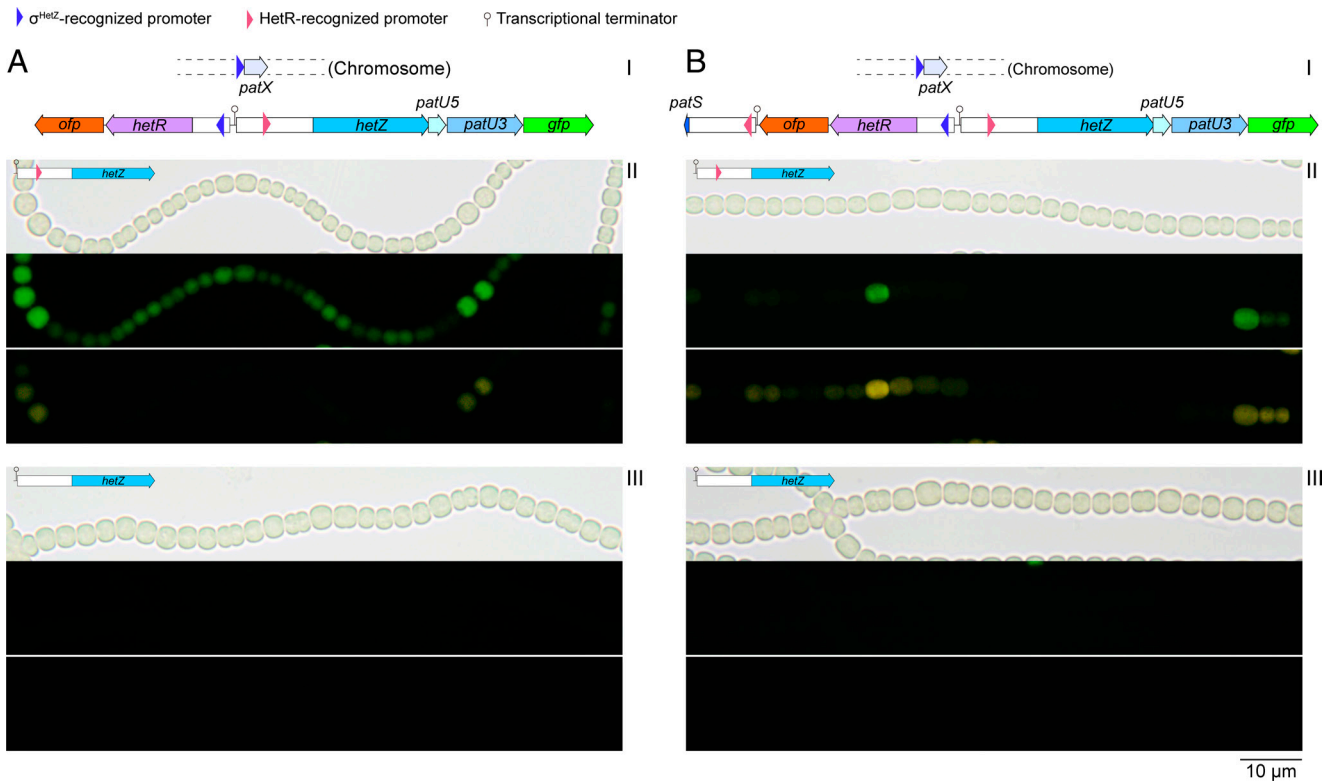 σHetZ-recognized promoter HetR-recognized promoter Transcriptional terminator
A
(Chromosome)
I
patX
patU5
ofp hetR hetZ patU3 gfp
hetZ
II
hetZ
III
B
(Chromosome)
I
patX
patS patU5
ofp hetR hetZ patU3 gfp
hetZ
II
hetZ
III
10 μm